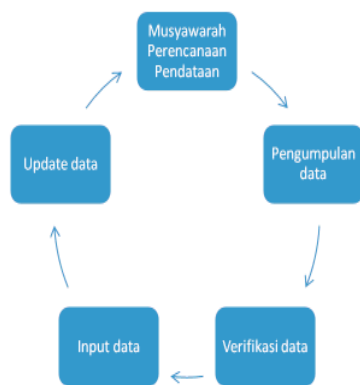 Musyawarah
Perencanaan
Pendataan
Pengumpulan
data
Verifikasi data
Input data
Update data